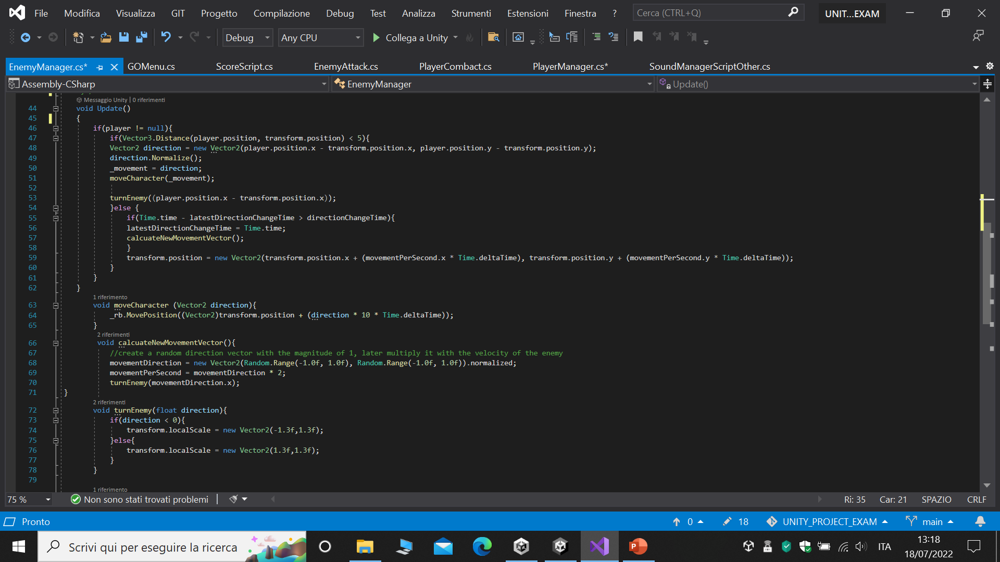 File Modifica Visualizza GIT Progetto Compilazione Debug Test Analizza Strumenti Estensioni Finestra ? Cerca (CTRL+Q) UNIT...EXAM
Debug Any CPU Collega a Unity
EnemyManager.cs* GOMenu.cs ScoreScript.cs EnemyAttack.cs PlayerCombact.cs PlayerManager.cs* SoundManagerScriptOther.cs
Assembly-CSharp EnemyManager Update()
Messaggio Unity | 0 riferimenti
44 void Update()
45 {
46 if(player != null){
47 if(Vector3.Distance(player.position, transform.position) < 5){
48 Vector2 direction = new Vector2(player.position.x - transform.position.x, player.position.y - transform.position.y);
49 direction.Normalize();
50 _movement = direction;
51 moveCharacter(_movement);
52
53 turnEnemy((player.position.x - transform.position.x));
54 }else {
55 if(Time.time - latestDirectionChangeTime > directionChangeTime){
56 latestDirectionChangeTime = Time.time;
57 calcuateNewMovementVector();
58 }
59 transform.position = new Vector2(transform.position.x + (movementPerSecond.x * Time.deltaTime), transform.position.y + (movementPerSecond.y * Time.deltaTime));
60 }
61 }
62 }
1 riferimento
63 void moveCharacter (Vector2 direction){
64 _rb.MovePosition((Vector2)transform.position + (direction * 10 * Time.deltaTime));
65 }
2 riferimenti
66 void calcuateNewMovementVector(){
67 //create a random direction vector with the magnitude of 1, later multiply it with the velocity of the enemy
68 movementDirection = new Vector2(Random.Range(-1.0f, 1.0f), Random.Range(-1.0f, 1.0f)).normalized;
69 movementPerSecond = movementDirection * 2;
70 turnEnemy(movementDirection.x);
71 }
2 riferimenti
72 void turnEnemy(float direction){
73 if(direction < 0){
74 transform.localScale = new Vector2(-1.3f,1.3f);
75 }else{
76 transform.localScale = new Vector2(1.3f,1.3f);
77 }
78 }
79
1 riferimento
75 % Non sono stati trovati problemi Ri: 35 Car: 21 SPAZIO CRLF
Pronto 0 18 UNITY_PROJECT_EXAM main
Scrivi qui per eseguire la ricerca ITA 13:18
18/07/2022